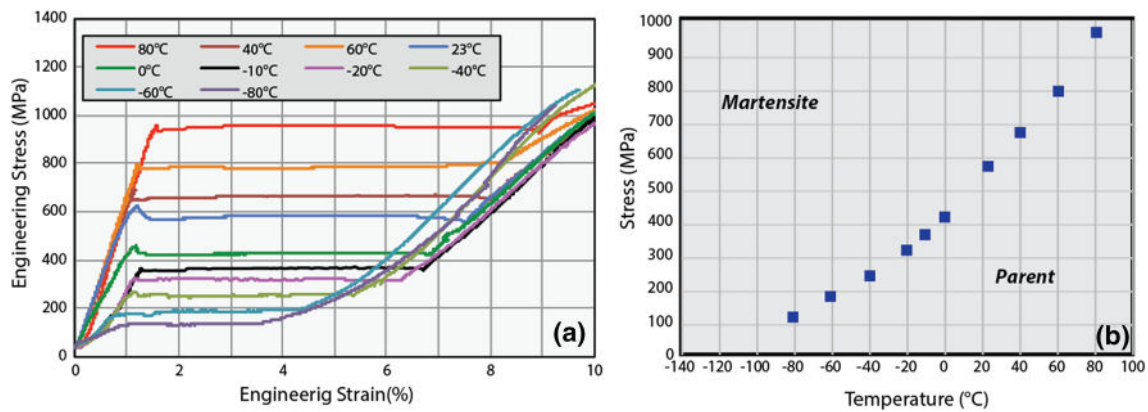 1400
1200
1000
800
600
400
200
0
Engineering Stress (MPa)
80°C 40°C 60°C 23°C
0°C -10°C -20°C -40°C
-60°C -80°C
(a)
0 2 4 6 8 10
Engineerig Strain(%)
1000
900
800
700
600
500
400
300
200
100
0
Stress (MPa)
Martensite
Parent
(b)
-140 -120 -100 -80 -60 -40 -20 0 20 40 60 80 100
Temperature (°C)